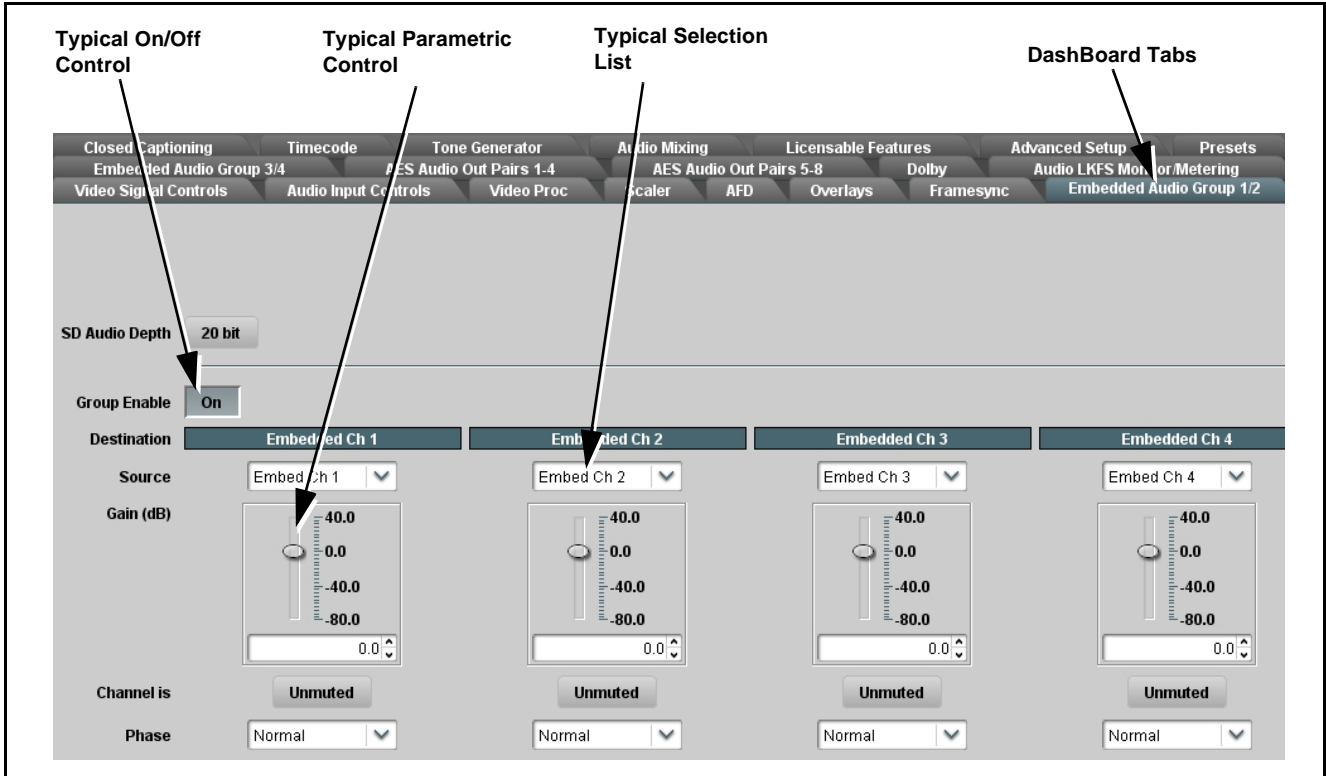 Typical On/Off
Control
Typical Parametric
Control
Typical Selection
List
DashBoard Tabs
Closed Captioning Timecode Tone Generator Audio Mixing Licensable Features Advanced Setup Presets
Embedded Audio Group 3/4 AES Audio Out Pairs 1-4 AES Audio Out Pairs 5-8 Dolby Audio LKFS Monitor/Metering
Video Signal Controls Audio Input Controls Video Proc Scaler AFD Overlays Framesync Embedded Audio Group 1/2
SD Audio Depth 20 bit
Group Enable On
Destination Embedded Ch 1 Embedded Ch 2 Embedded Ch 3 Embedded Ch 4
Source Embed Ch 1 Embed Ch 2 Embed Ch 3 Embed Ch 4
Gain (dB) 40.0 40.0 40.0 40.0
0.0 0.0 0.0 0.0
-40.0 -40.0 -40.0 -40.0
-80.0 -80.0 -80.0 -80.0
0.0 0.0 0.0 0.0
Channel is Unmuted Unmuted Unmuted Unmuted
Phase Normal Normal Normal Normal